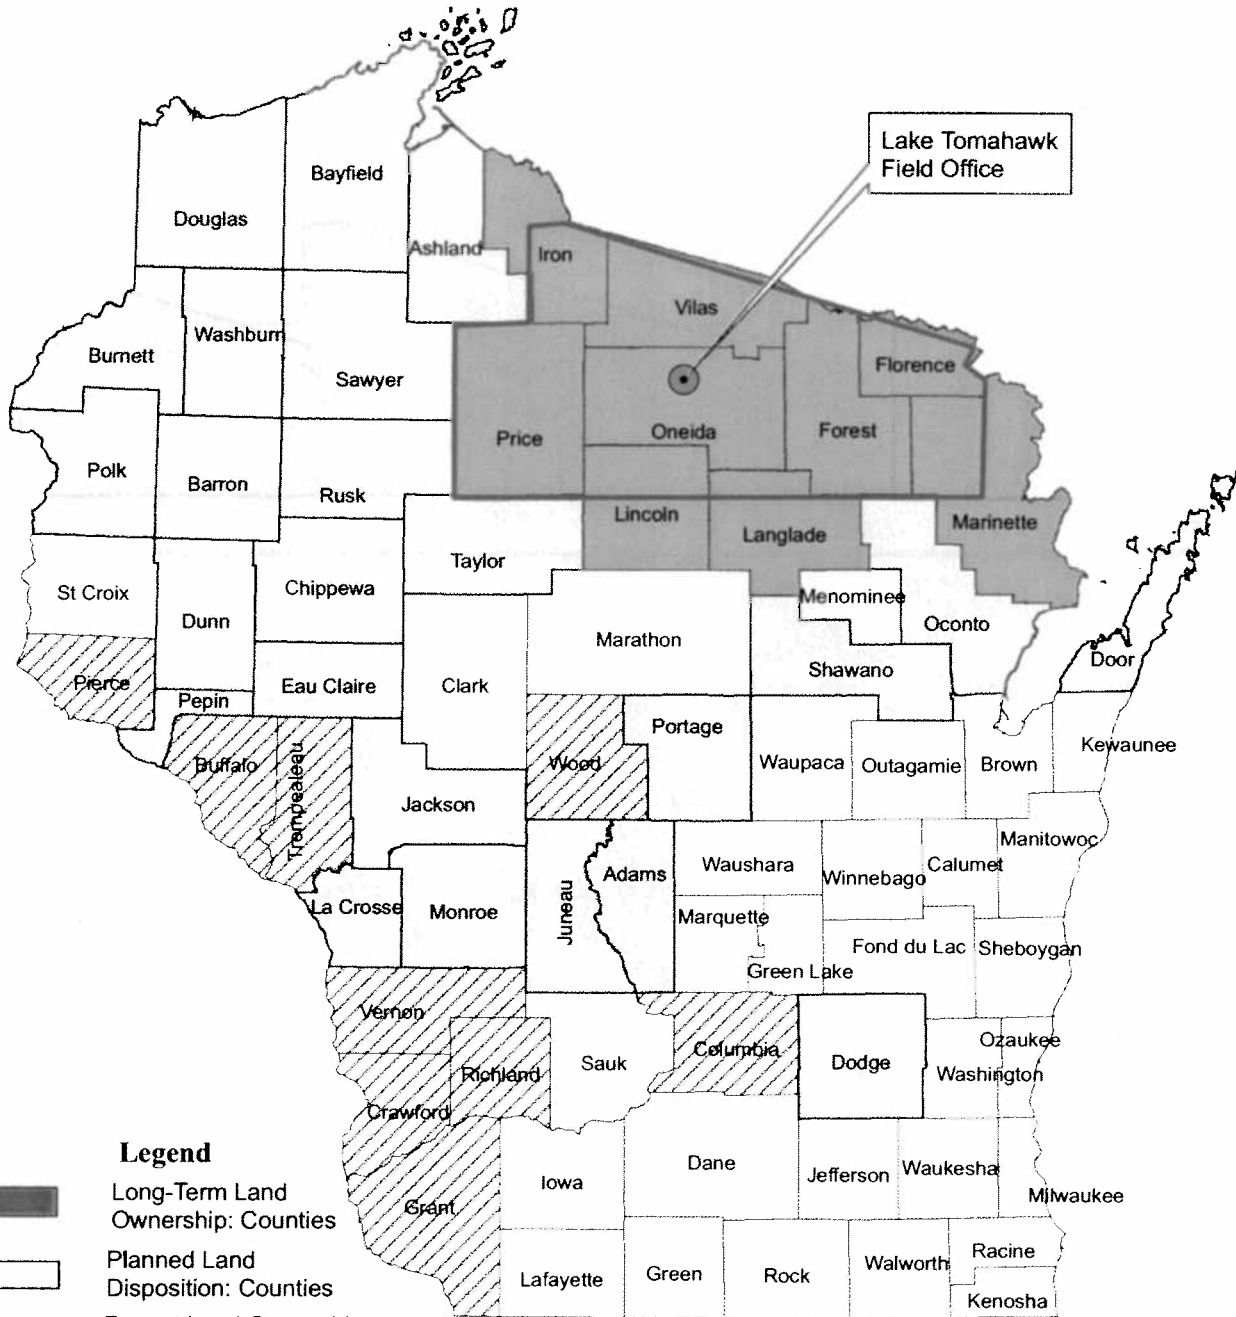 Lake Tomahawk
Field Office
Bayfield
Douglas
Ashland
Iron
Vilas
Washburn
Burnett
Sawyer
Florence
Price
Oneida
Forest
Polk
Barron
Rusk
Lincoln
Langlade
Marinette
Taylor
St Croix
Chippewa
Menominee
Dunn
Marathon
Oconto
Shawano
Door
Pierce
Pepin
Eau Claire
Clark
Portage
Buffalo
Trempealeau
Wood
Waupaca
Outagamie
Brown
Kewaunee
Jackson
Manitowoc
Waushara
Winnebago
Calumet
Adams
La Crosse
Monroe
Juneau
Marquette
Green Lake
Fond du Lac
Sheboygan
Vernon
Richland
Sauk
Columbia
Dodge
Ozaukee
Washington
Crawford
Grant
Iowa
Dane
Jefferson
Waukesha
Milwaukee
Lafayette
Green
Rock
Walworth
Racine
Kenosha
Legend
Long-Term Land
Ownership: Counties
Planned Land
Disposition: Counties